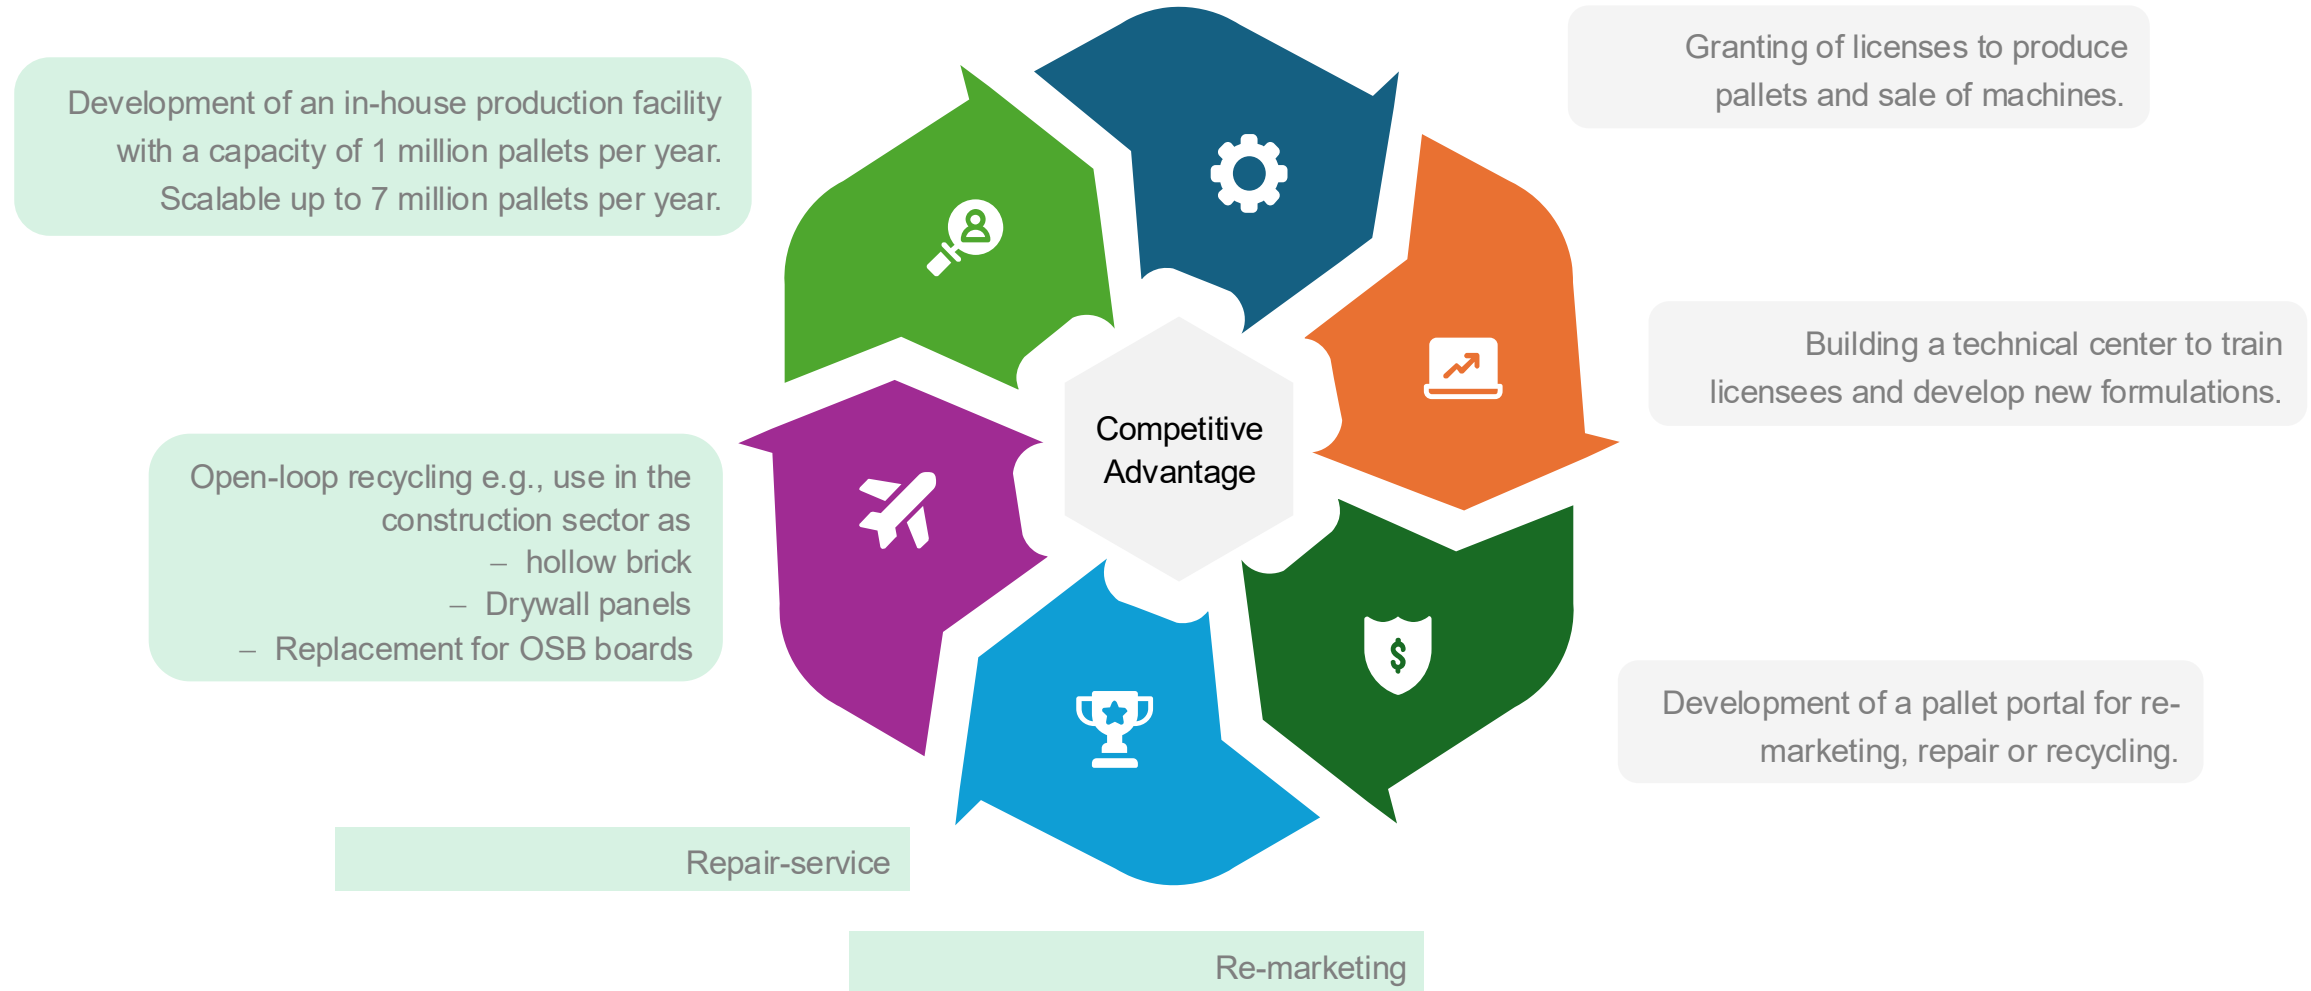 Development of an in-house production facility
with a capacity of 1 million pallets per year.
Scalable up to 7 million pallets per year.
Granting of licenses to produce
pallets and sale of machines.
Building a technical center to train
licensees and develop new formulations.
Competitive
Advantage
Open-loop recycling e.g., use in the
construction sector as
– hollow brick
– Drywall panels
– Replacement for OSB boards
$
Development of a pallet portal for re-
marketing, repair or recycling.
Repair-service
Re-marketing